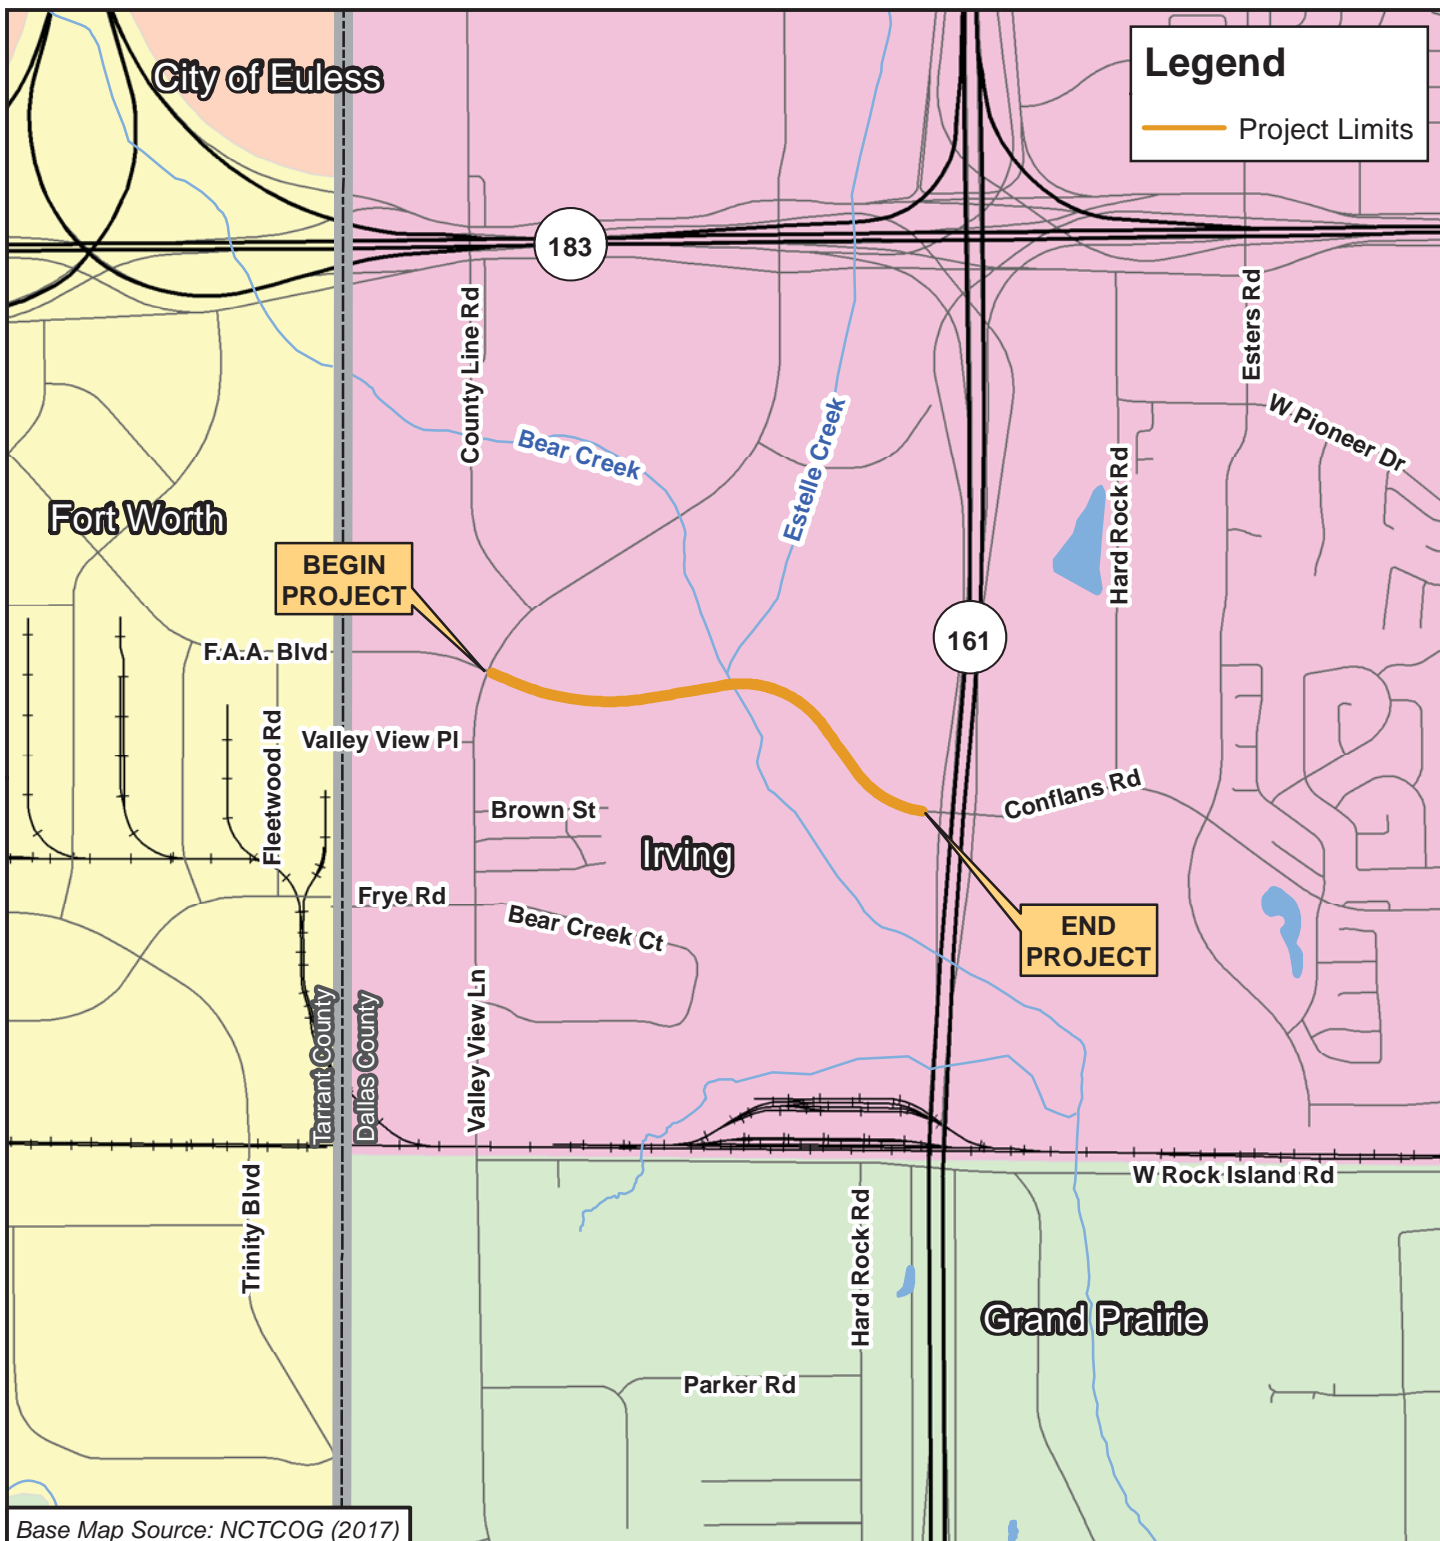 City of Euless
Legend
Project Limits
183
County Line Rd
Esters Rd
W Pioneer Dr
Bear Creek
Estelle Creek
Hard Rock Rd
Fort Worth
BEGIN
PROJECT
161
F.A.A. Blvd
Fleetwood Rd
Valley View Pl
Brown St
Conflans Rd
Irving
Frye Rd
Bear Creek Ct
END
PROJECT
Tarrant County
Dallas County
Valley View Ln
W Rock Island Rd
Trinity Blvd
Hard Rock Rd
Grand Prairie
Parker Rd
Base Map Source: NCTCOG (2017)